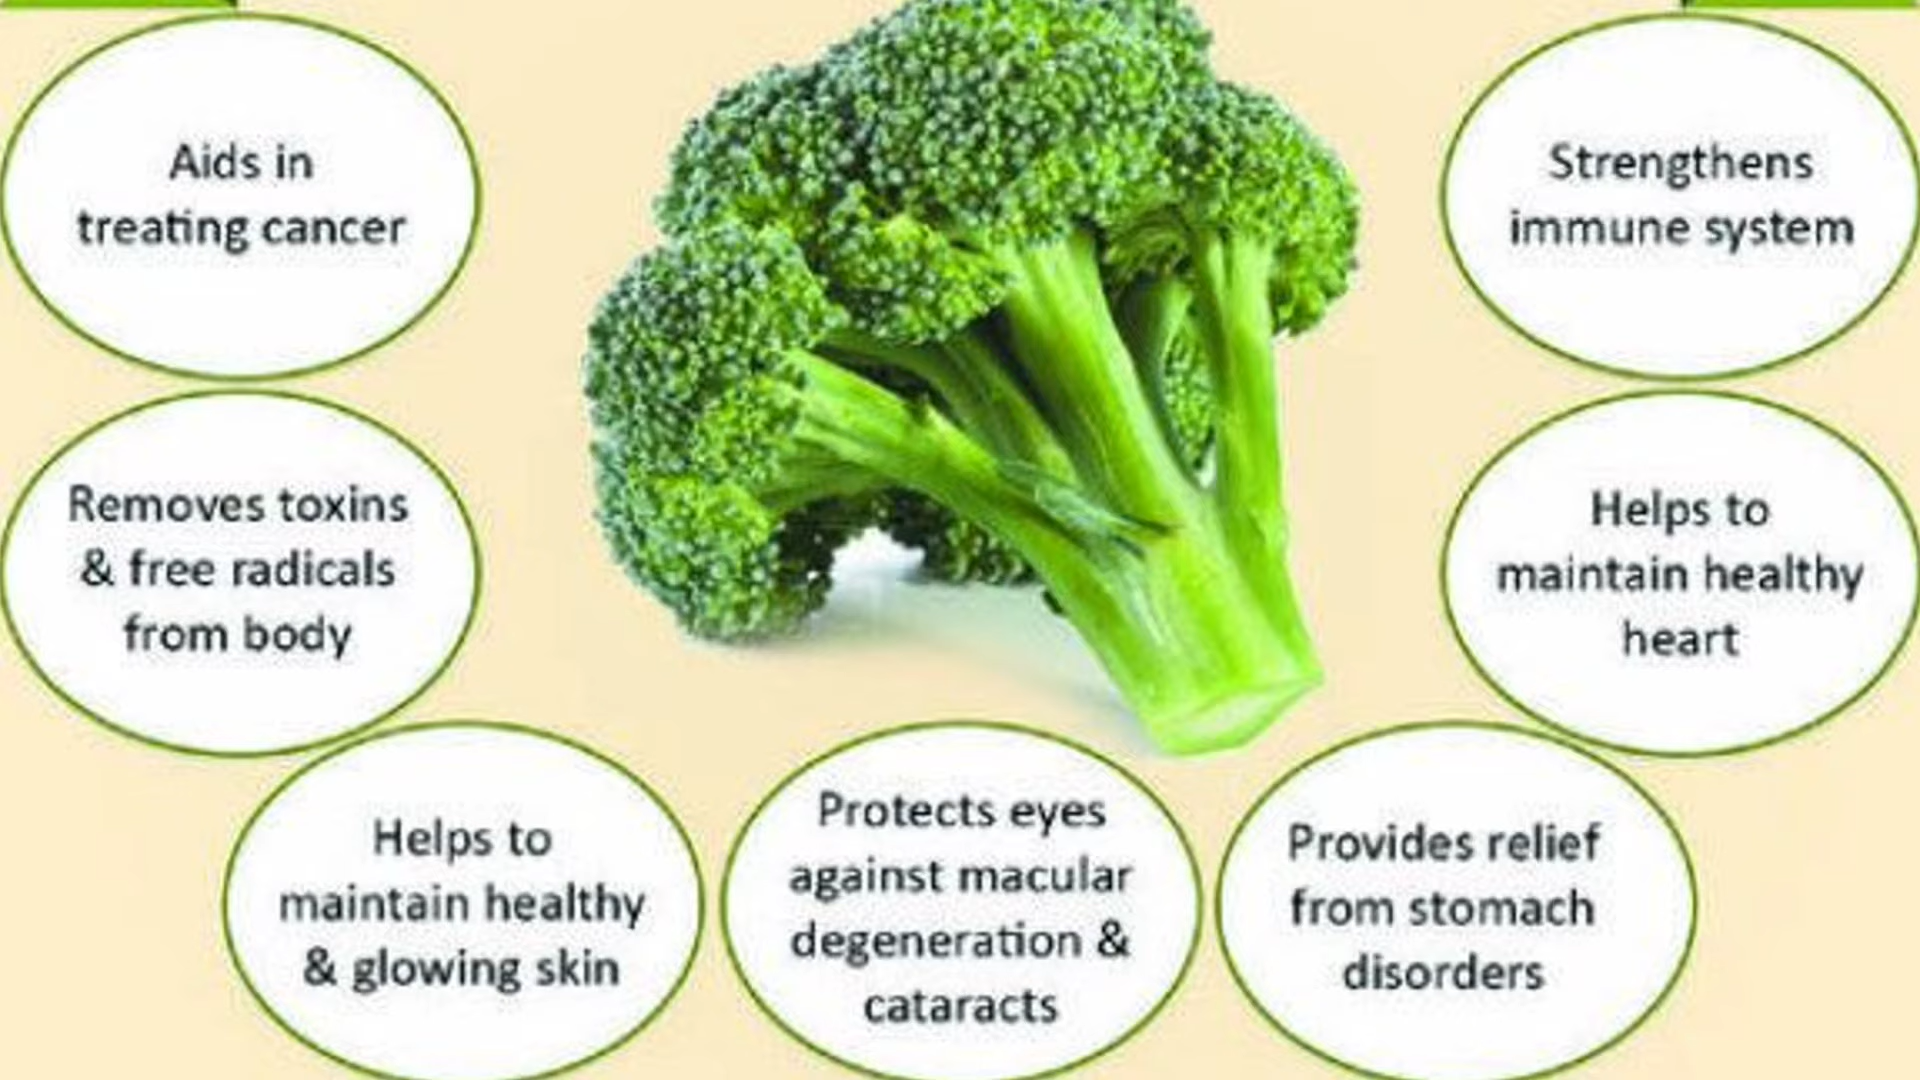 Aids in
treating cancer
Strengthens
immune system
Removes toxins
& free radicals
from body
Helps to
maintain healthy
heart
Helps to
maintain healthy
& glowing skin
Protects eyes
against macular
degeneration &
cataracts
Provides relief
from stomach
disorders